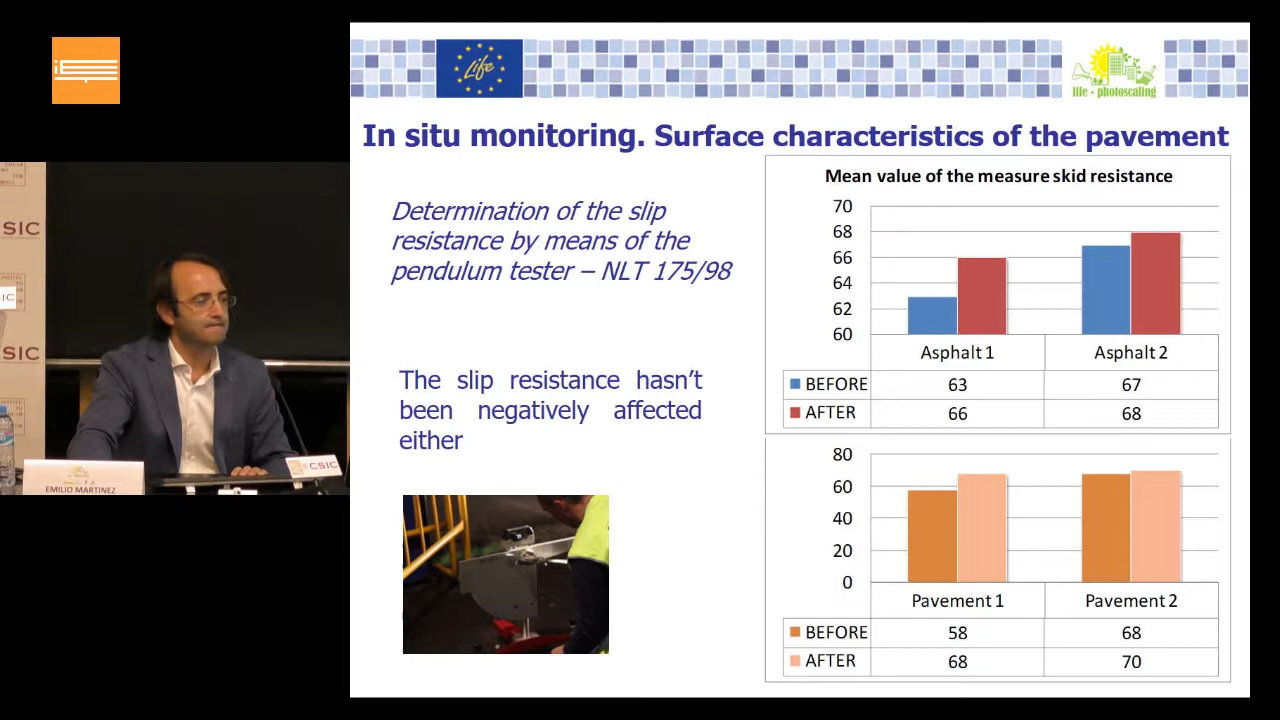 Life
life - photoscaling
In situ monitoring. Surface characteristics of the pavement
Determination of the slip
resistance by means of the
pendulum tester – NLT 175/98
The slip resistance hasn't
been negatively affected
either
Mean value of the measure skid resistance
70
68
66
64
62
60
Asphalt 1 Asphalt 2
BEFORE 63 67
AFTER 66 68
80
60
40
20
0
Pavement 1 Pavement 2
BEFORE 58 68
AFTER 68 70
SIC
IC
SIC
CSIC
EMILIO MARTINEZ